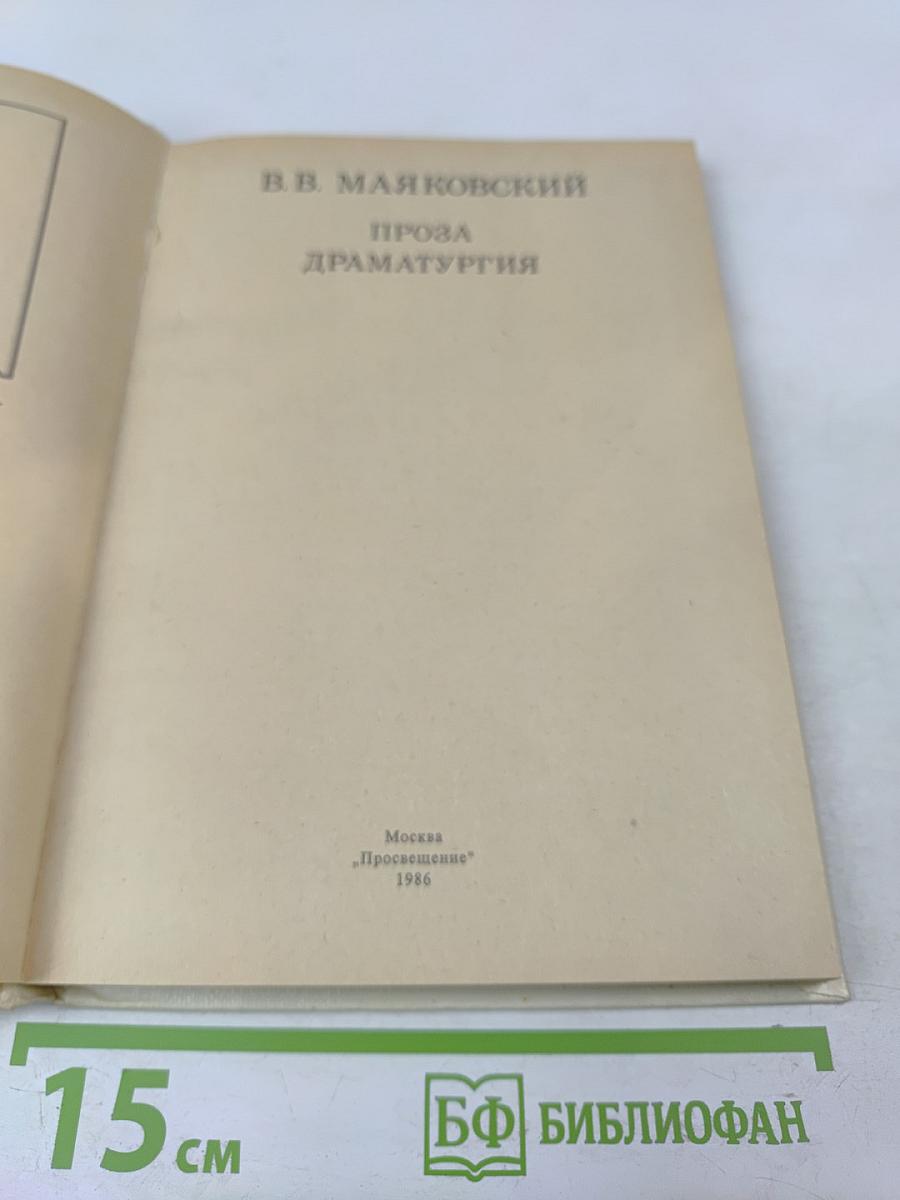 В. В. МАЯКОВСКИЙ
ПРОЗА
ДРАМАТУРГИЯ
Москва
„Просвещение"
1986
15 см
БФ БИБЛИОФАН